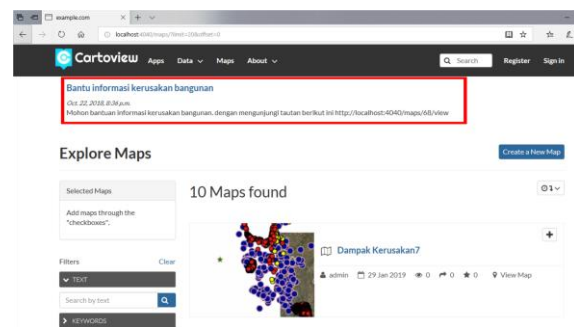 example.com
localhost:4040/maps/?limit=100&offset=0
Cartoview Apps Data Maps About Search Register Sign in
Bantu informasi kerusakan bangunan
Oct. 22, 2018, 8:36 p.m.
Mohon bantuan informasi kerusakan bangunan, dengan mengunjungi tautan berikut ini http://localhost:4040/maps/68/view
Explore Maps
Create a New Map
Selected Maps
Add maps through the
"checkboxes".
10 Maps found
Filters Clear
TEXT
Search by text
KEYWORDS
Dampak Kerusakan7
admin 29 Jan 2019 0 0 0 View Map